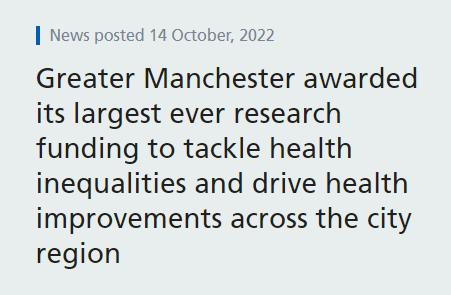 News posted 14 October, 2022
Greater Manchester awarded
its largest ever research
funding to tackle health
inequalities and drive health
improvements across the city
region